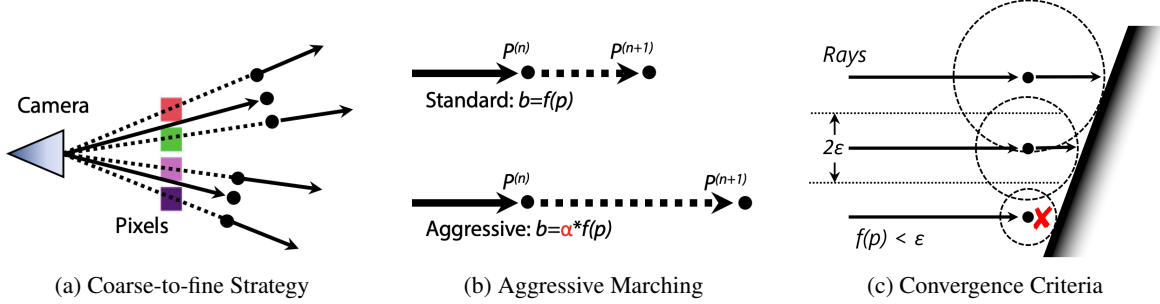 Camera
Pixels
(a) Coarse-to-fine Strategy
P(n)
P(n+1)
Standard: b=f(p)
P(n)
P(n+1)
Aggressive: b=α*f(p)
(b) Aggressive Marching
Rays
2ε
f(p) < ε
(c) Convergence Criteria